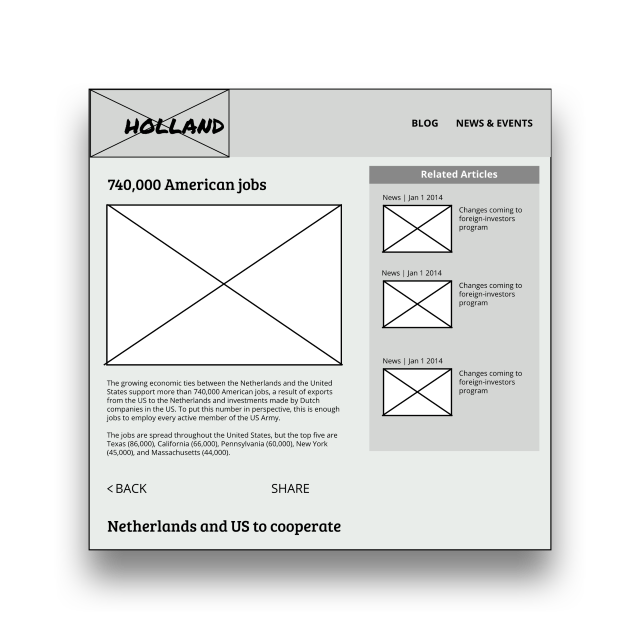 HOLLAND
BLOG NEWS & EVENTS
740,000 American jobs
The growing economic ties between the Netherlands and the United
States support more than 740,000 American jobs, a result of exports
from the US to the Netherlands and investments made by Dutch
companies in the US. To put this number in perspective, this is enough
jobs to employ every active member of the US Army.
The jobs are spread throughout the United States, but the top five are
Texas (86,000), California (66,000), Pennsylvania (60,000), New York
(45,000), and Massachusetts (44,000).
< BACK SHARE
Netherlands and US to cooperate
Related Articles
News | Jan 1 2014
Changes coming to
foreign-investors
program
News | Jan 1 2014
Changes coming to
foreign-investors
program
News | Jan 1 2014
Changes coming to
foreign-investors
program